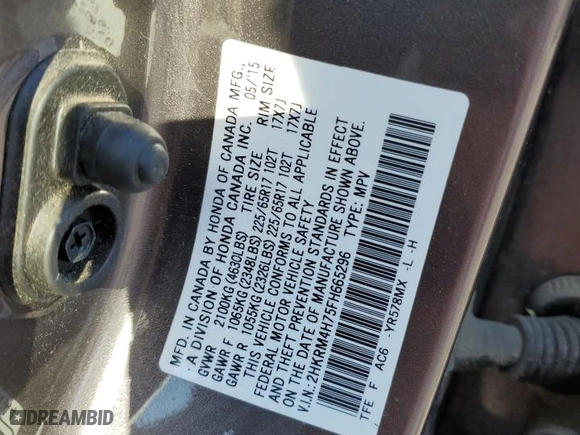 MFD. IN CANADA BY HONDA OF CANADA MFG.,
A DIVISION OF HONDA CANADA INC. 05/15
GVWR 2100KG(4630LBS) TIRE SIZE RIM SIZE
GAWR F 1065KG(2348LBS) 225/65R17 102T 17X7J
GAWR R 1055KG(2326LBS) 225/65R17 102T 17X7J
THIS VEHICLE CONFORMS TO ALL APPLICABLE
FEDERAL MOTOR VEHICLE SAFETY
AND THEFT PREVENTION STANDARDS IN EFFECT
ON THE DATE OF MANUFACTURE SHOWN ABOVE.
V.I.N.: 2HKRM4H75FH665296 TYPE: MPV
TFE F AC6 -YR578MX -L -H
DREAMBID